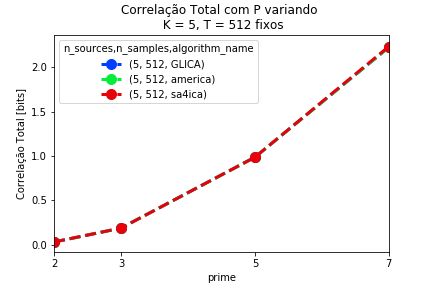 Correlação Total com P variando
K = 5, T = 512 fixos
n_sources,n_samples,algorithm_name
(5, 512, GLICA)
(5, 512, america)
(5, 512, sa4ica)
Correlação Total [bits]
2.0
1.5
1.0
0.5
0.0
2 3 5 7
prime